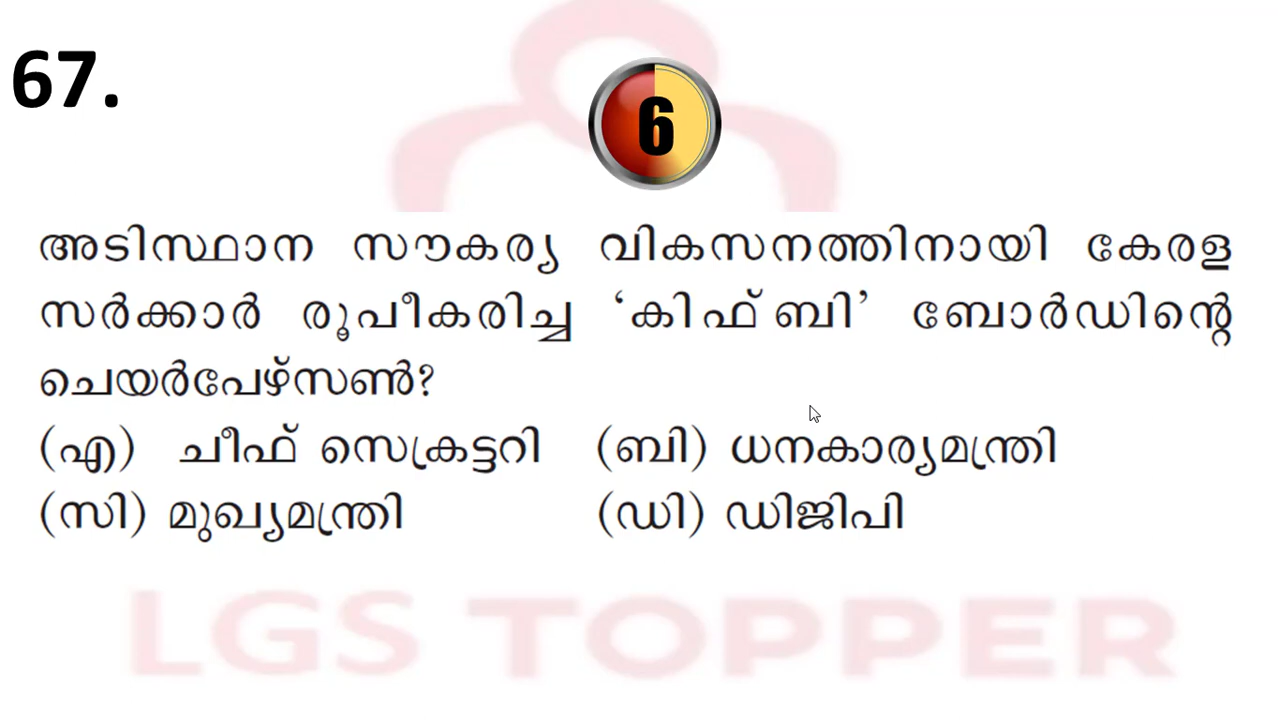 67.
6
അടിസ്ഥാന സൗകര്യ വികസനത്തിനായി കേരള
സർക്കാർ രൂപീകരിച്ച ‘കിഫ് ബി’ ബോർഡിന്റെ
ചെയർപേഴ്സൺ?
(എ) ചീഫ് സെക്രട്ടറി (ബി) ധനകാര്യമന്ത്രി
(സി) മുഖ്യമന്ത്രി (ഡി) ഡിജിപി
LGS TOPPER